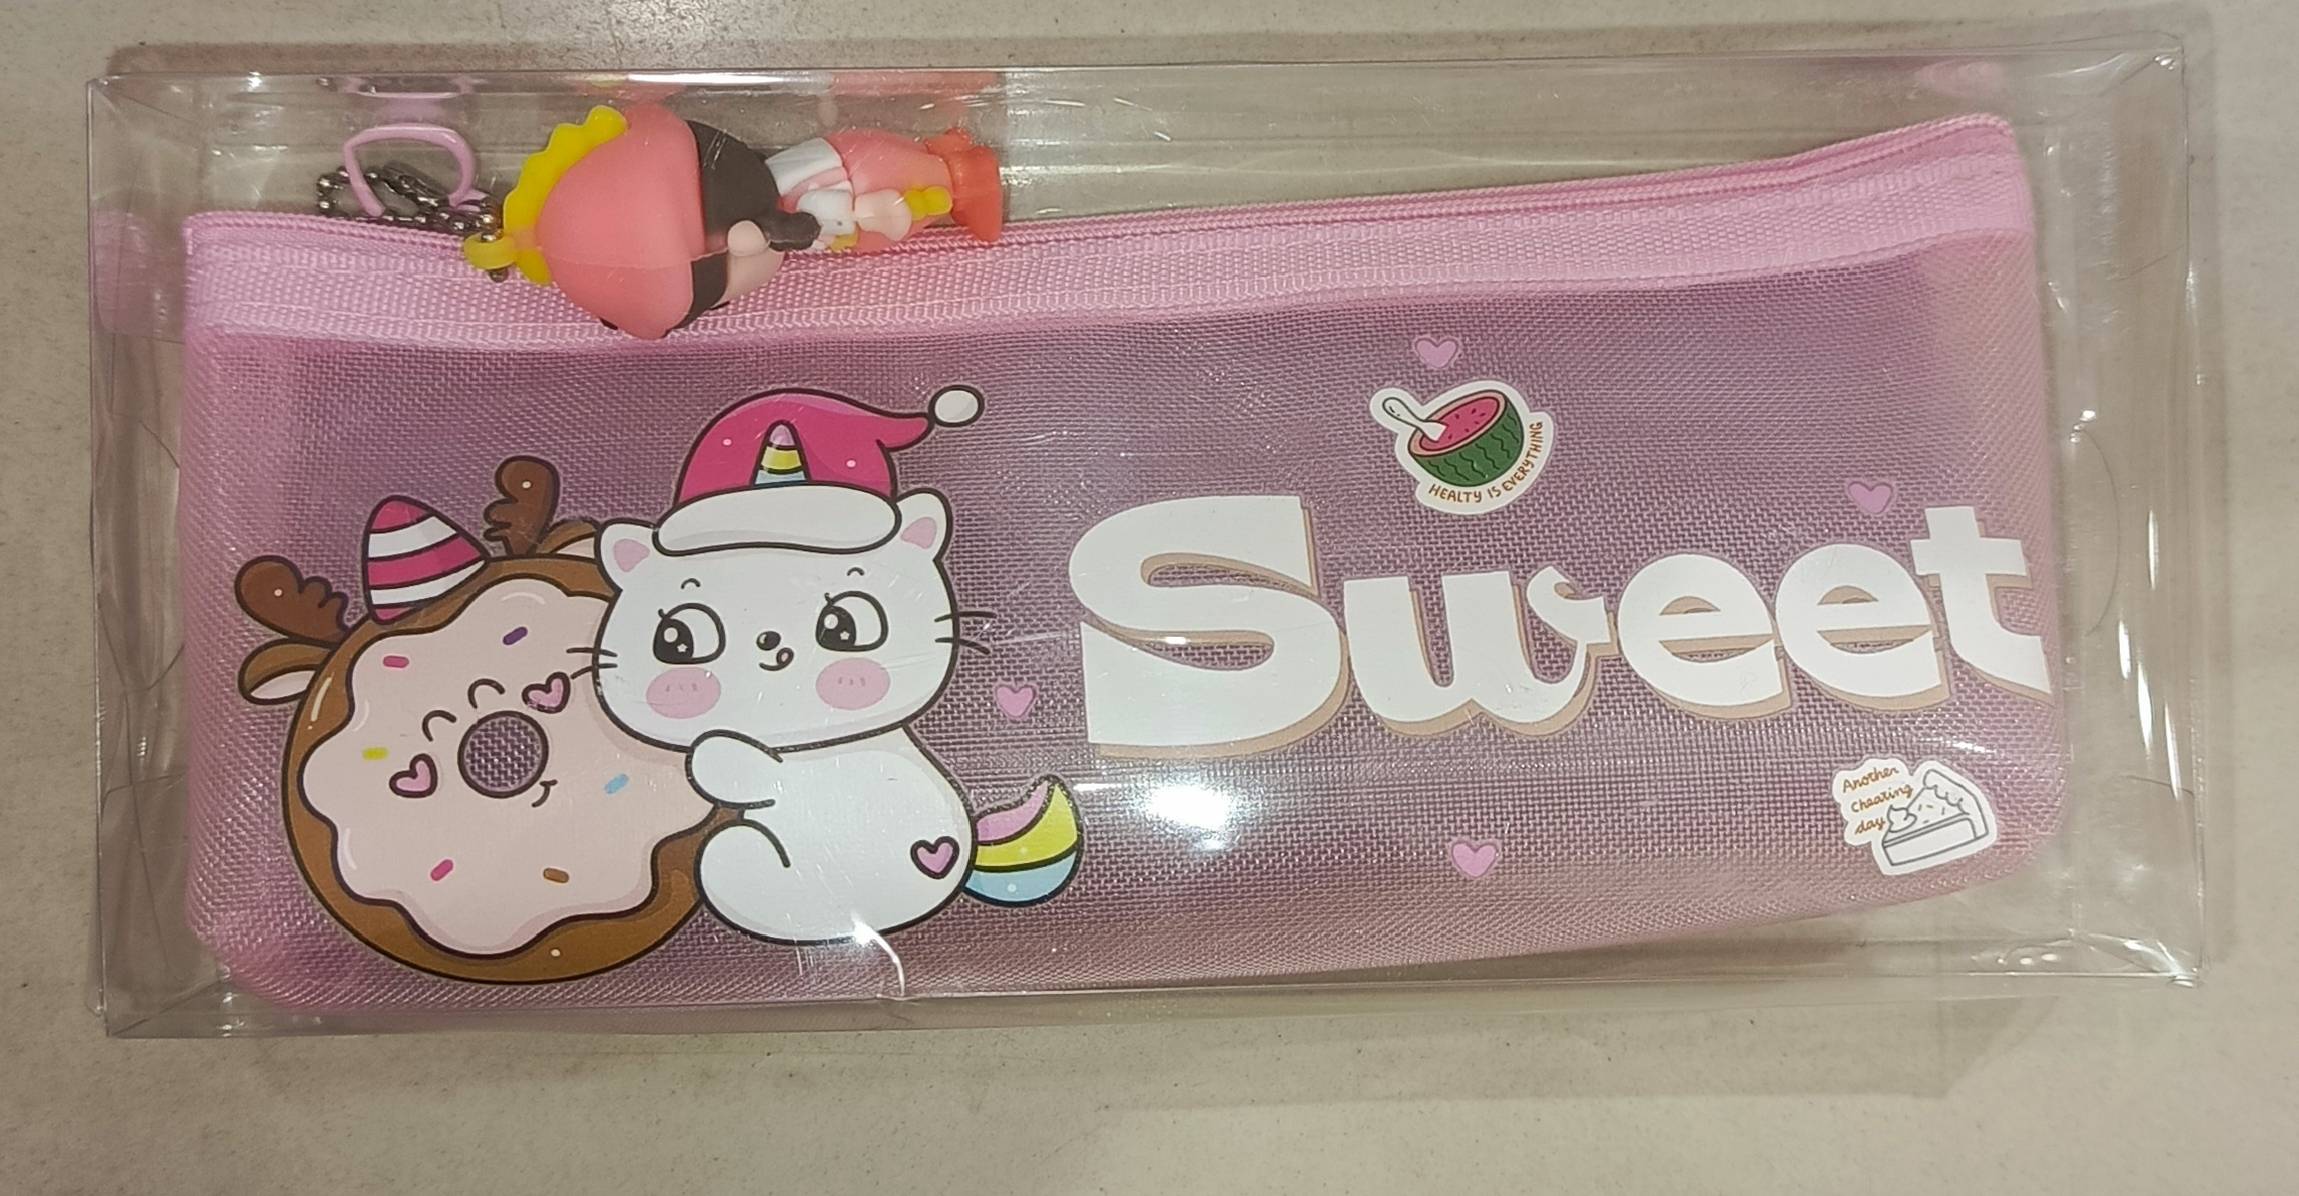 HEALTY IS EVERYTHING
Sweet
Another
Cheating
day